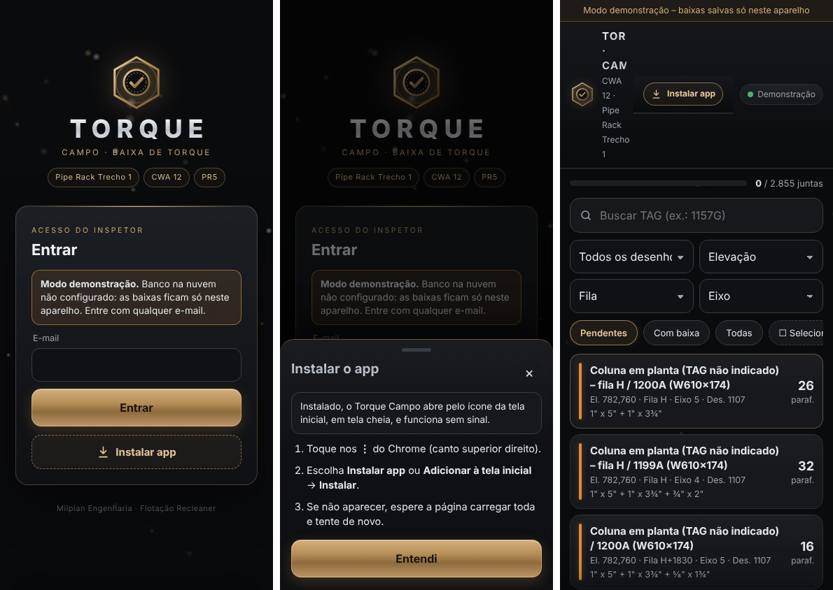 TORQUE
CAMPO · BAIXA DE TORQUE
Pipe Rack Trecho 1
CWA 12
PR5
ACESSO DO INSPETOR
Entrar
Modo demonstração. Banco na nuvem
não configurado: as baixas ficam só neste
aparelho. Entre com qualquer e-mail.
E-mail
Entrar
Instalar app
Milplan Engenharia · Flotação Recleaner
TORQUE
CAMPO · BAIXA DE TORQUE
Pipe Rack Trecho 1
CWA 12
PR5
ACESSO DO INSPETOR
Entrar
Modo demonstração. Banco na nuvem
não configurado: as baixas ficam só neste
aparelho. Entre com qualquer e-mail.
E-mail
Instalar o app
×
Instalado, o Torque Campo abre pelo ícone da tela
inicial, em tela cheia, e funciona sem sinal.
1. Toque nos ⋮ do Chrome (canto superior direito).
2. Escolha Instalar app ou Adicionar à tela inicial
→ Instalar.
3. Se não aparecer, espere a página carregar toda
e tente de novo.
Entendi
Modo demonstração – baixas salvas só neste aparelho
TOR
·
CAM
CWA
12 ·
Pipe
Rack
Trecho
1
Instalar app
Demonstração
0 / 2.855 juntas
Buscar TAG (ex.: 1157G)
Todos os desenho
Elevação
Fila
Eixo
Pendentes
Com baixa
Todas
☐ Selecion
Coluna em planta (TAG não indicado)
– fila H / 1200A (W610×174)
El. 782,760 · Fila H · Eixo 5 · Des. 1107
1" x 5" + 1" x 3¾"
26
paraf.
Coluna em planta (TAG não indicado)
– fila H / 1199A (W610×174)
El. 782,760 · Fila H · Eixo 4 · Des. 1107
1" x 5" + 1" x 3¾" + ¾" x 2"
32
paraf.
Coluna em planta (TAG não indicado)
/ 1200A (W610×174)
El. 782,760 · Fila H+1830 · Eixo 5 · Des. 1107
1" x 5" + 1" x 3¾" + ⅝" x 1¾"
16
paraf.